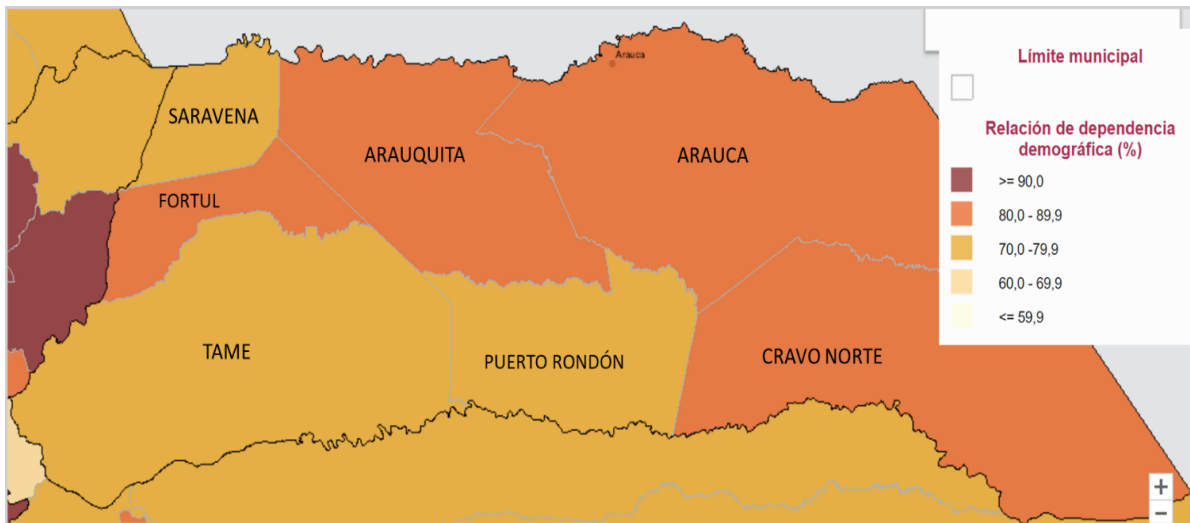 Arauca
SARAVENA
ARAUQUITA
ARAUCA
FORTUL
TAME
PUERTO RONDÓN
CRAVO NORTE
Límite municipal
Relación de dependencia
demográfica (%)
>= 90,0
80,0 - 89,9
70,0 -79,9
60,0 - 69,9
<= 59,9
+
−